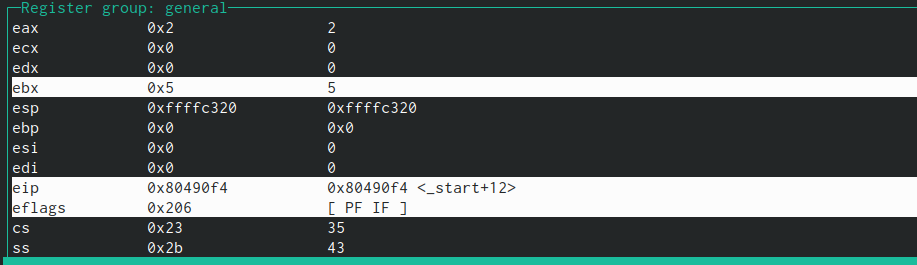 Register group: general
eax 0x2 2
ecx 0x0 0
edx 0x0 0
ebx 0x5 5
esp 0xffffc320 0xffffc320
ebp 0x0 0x0
esi 0x0 0
edi 0x0 0
eip 0x80490f4 0x80490f4 <_start+12>
eflags 0x206 [ PF IF ]
cs 0x23 35
ss 0x2b 43